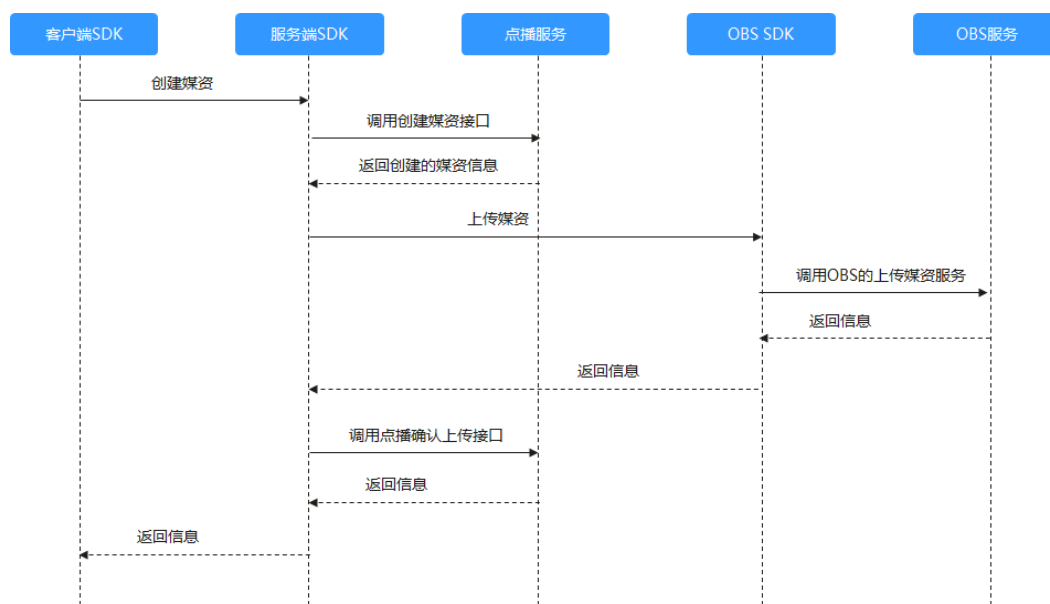 客户端SDK
服务端SDK
点播服务
OBS SDK
OBS服务
创建媒资
调用创建媒资接口
返回创建的媒资信息
上传媒资
调用OBS的上传媒资服务
返回信息
返回信息
调用点播确认上传接口
返回信息
返回信息